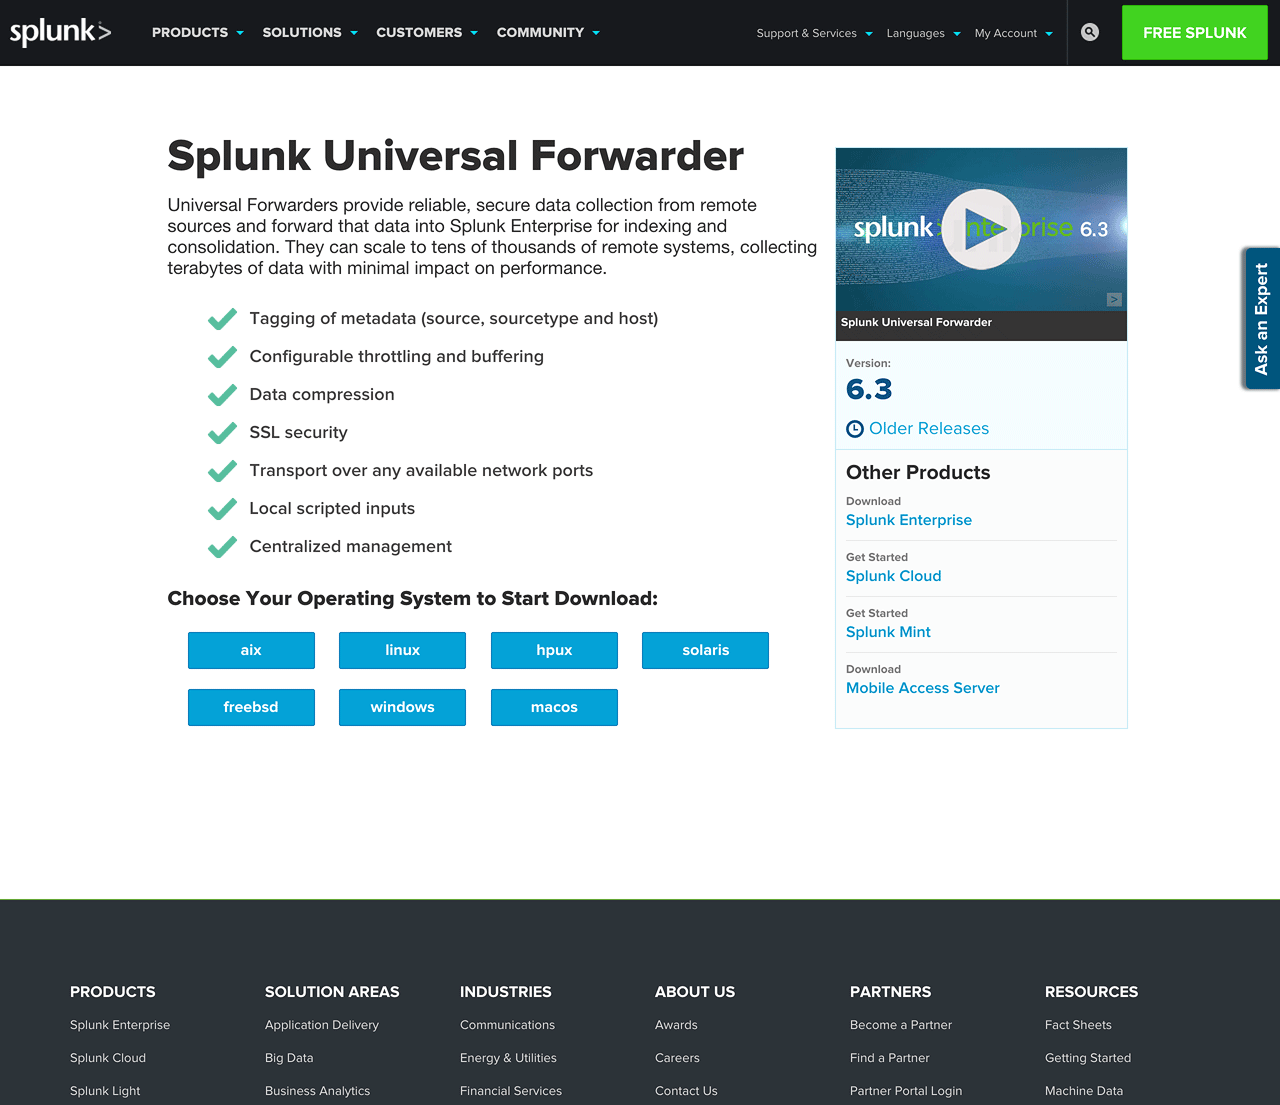 splunk>
PRODUCTS
SOLUTIONS
CUSTOMERS
COMMUNITY
Support & Services
Languages
My Account
FREE SPLUNK
Splunk Universal Forwarder
Universal Forwarders provide reliable, secure data collection from remote
sources and forward that data into Splunk Enterprise for indexing and
consolidation. They can scale to tens of thousands of remote systems, collecting
terabytes of data with minimal impact on performance.
Tagging of metadata (source, sourcetype and host)
Configurable throttling and buffering
Data compression
SSL security
Transport over any available network ports
Local scripted inputs
Centralized management
Choose Your Operating System to Start Download:
aix
linux
hpux
solaris
freebsd
windows
macos
splunk> enterprise 6.3
>
Splunk Universal Forwarder
Version:
6.3
Older Releases
Other Products
Download
Splunk Enterprise
Get Started
Splunk Cloud
Get Started
Splunk Mint
Download
Mobile Access Server
Ask an Expert
PRODUCTS
Splunk Enterprise
Splunk Cloud
Splunk Light
SOLUTION AREAS
Application Delivery
Big Data
Business Analytics
INDUSTRIES
Communications
Energy & Utilities
Financial Services
ABOUT US
Awards
Careers
Contact Us
PARTNERS
Become a Partner
Find a Partner
Partner Portal Login
RESOURCES
Fact Sheets
Getting Started
Machine Data